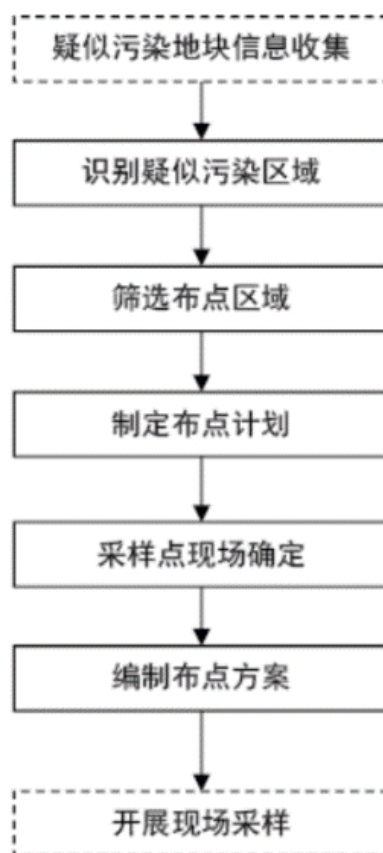 疑似污染地块信息收集
识别疑似污染区域
筛选布点区域
制定布点计划
采样点现场确定
编制布点方案
开展现场采样